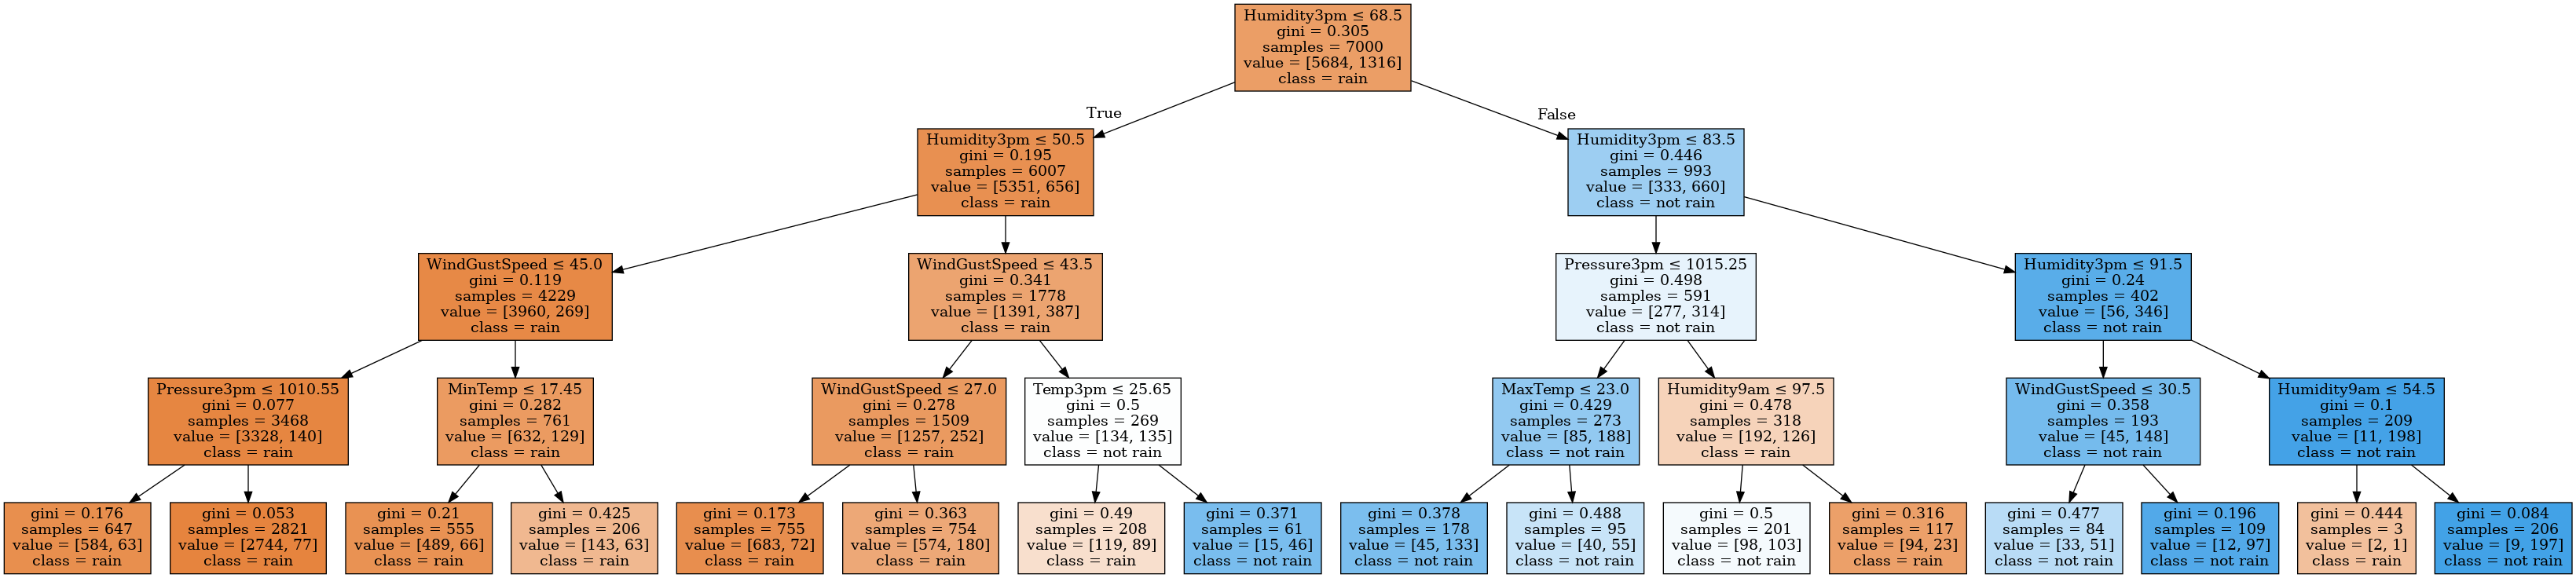 Humidity3pm ≤ 68.5
gini = 0.305
samples = 7000
value = [5684, 1316]
class = rain
True
False
Humidity3pm ≤ 50.5
gini = 0.195
samples = 6007
value = [5351, 656]
class = rain
Humidity3pm ≤ 83.5
gini = 0.446
samples = 993
value = [333, 660]
class = not rain
WindGustSpeed ≤ 45.0
gini = 0.119
samples = 4229
value = [3960, 269]
class = rain
WindGustSpeed ≤ 43.5
gini = 0.341
samples = 1778
value = [1391, 387]
class = rain
Pressure3pm ≤ 1015.25
gini = 0.498
samples = 591
value = [277, 314]
class = not rain
Humidity3pm ≤ 91.5
gini = 0.24
samples = 402
value = [56, 346]
class = not rain
Pressure3pm ≤ 1010.55
gini = 0.077
samples = 3468
value = [3328, 140]
class = rain
MinTemp ≤ 17.45
gini = 0.282
samples = 761
value = [632, 129]
class = rain
WindGustSpeed ≤ 27.0
gini = 0.278
samples = 1509
value = [1257, 252]
class = rain
Temp3pm ≤ 25.65
gini = 0.5
samples = 269
value = [134, 135]
class = not rain
MaxTemp ≤ 23.0
gini = 0.429
samples = 273
value = [85, 188]
class = not rain
Humidity9am ≤ 97.5
gini = 0.478
samples = 318
value = [192, 126]
class = rain
WindGustSpeed ≤ 30.5
gini = 0.358
samples = 193
value = [45, 148]
class = not rain
Humidity9am ≤ 54.5
gini = 0.1
samples = 209
value = [11, 198]
class = not rain
gini = 0.176
samples = 647
value = [584, 63]
class = rain
gini = 0.053
samples = 2821
value = [2744, 77]
class = rain
gini = 0.21
samples = 555
value = [489, 66]
class = rain
gini = 0.425
samples = 206
value = [143, 63]
class = rain
gini = 0.173
samples = 755
value = [683, 72]
class = rain
gini = 0.363
samples = 754
value = [574, 180]
class = rain
gini = 0.49
samples = 208
value = [119, 89]
class = rain
gini = 0.371
samples = 61
value = [15, 46]
class = not rain
gini = 0.378
samples = 178
value = [45, 133]
class = not rain
gini = 0.488
samples = 95
value = [40, 55]
class = not rain
gini = 0.5
samples = 201
value = [98, 103]
class = not rain
gini = 0.316
samples = 117
value = [94, 23]
class = rain
gini = 0.477
samples = 84
value = [33, 51]
class = not rain
gini = 0.196
samples = 109
value = [12, 97]
class = not rain
gini = 0.444
samples = 3
value = [2, 1]
class = rain
gini = 0.084
samples = 206
value = [9, 197]
class = not rain